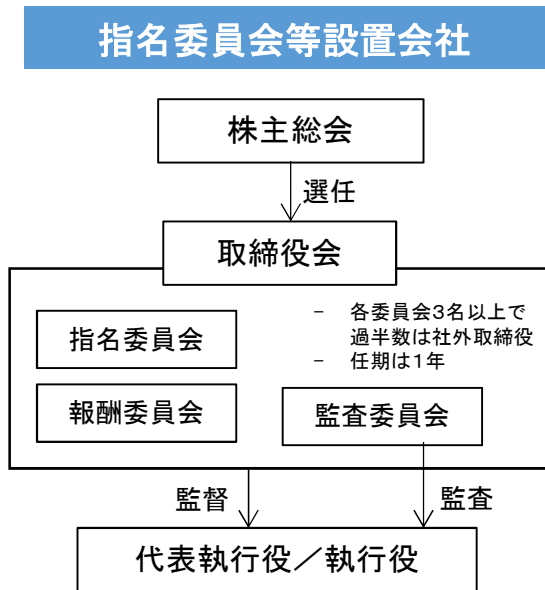 指名委員会等設置会社
株主総会
選任
取締役会
指名委員会
報酬委員会
- 各委員会3名以上で
過半数は社外取締役
- 任期は1年
監査委員会
監督
監査
代表執行役／執行役